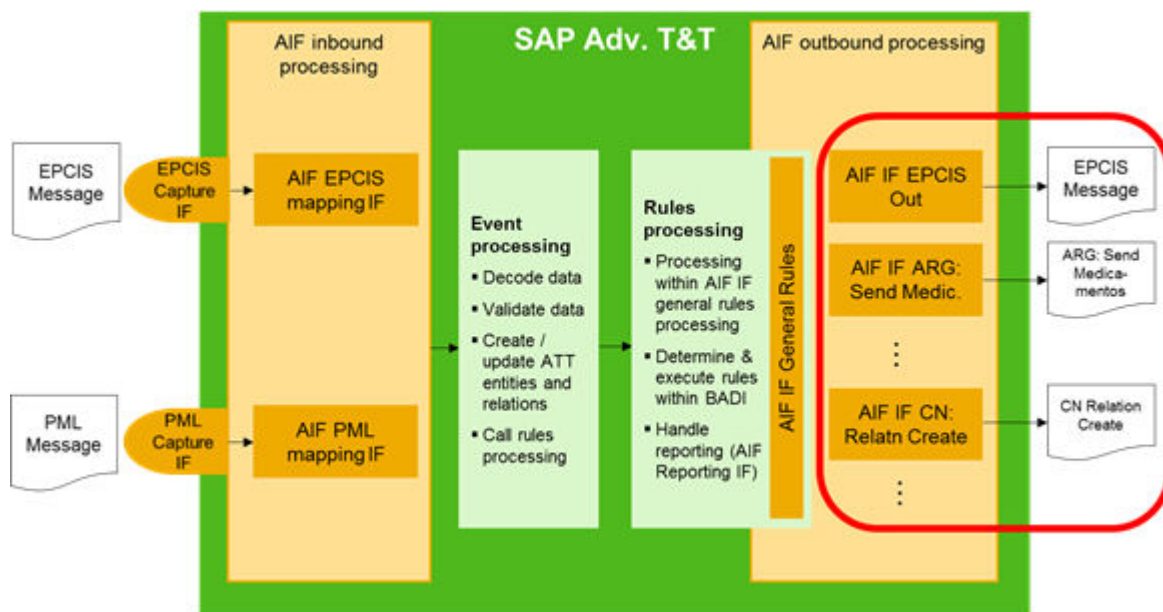 SAP Adv. T&T
AIF inbound
processing
AIF outbound processing
EPCIS
Message
EPCIS
Capture
IF
AIF EPCIS
mapping IF
PML
Message
PML
Capture
IF
AIF PML
mapping IF
Event
processing
▪ Decode data
▪ Validate data
▪ Create /
update ATT
entities and
relations
▪ Call rules
processing
Rules
processing
▪ Processing
within AIF IF
general rules
processing
▪ Determine &
execute rules
within BADI
▪ Handle
reporting (AIF
Reporting IF)
AIF IF General Rules
AIF IF EPCIS
Out
EPCIS
Message
AIF IF ARG:
Send Medic.
ARG: Send
Medica-
mentos
⋮
AIF IF CN:
Relatn Create
CN Relation
Create
⋮